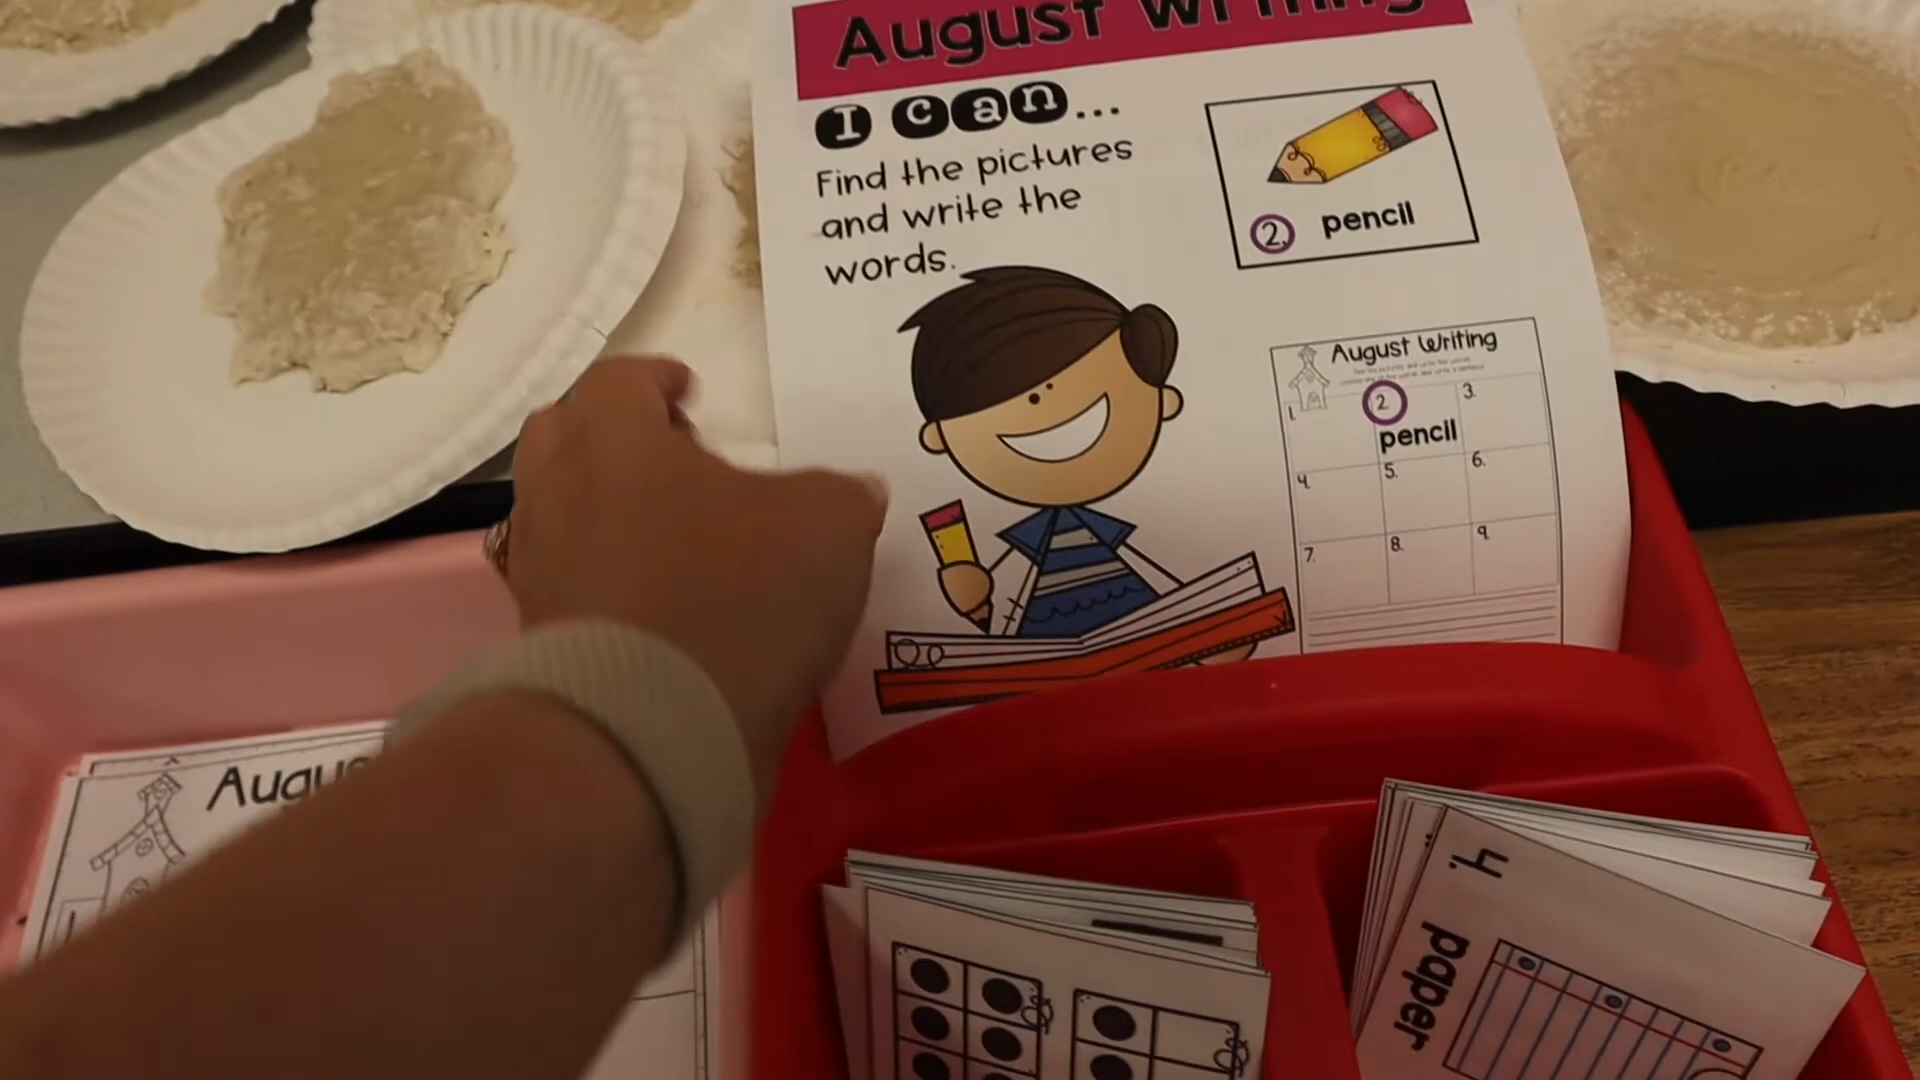 August Writing
I can...
Find the pictures
and write the
words.
2. pencil
August Writing
1.
2.
3.
pencil
4.
5.
6.
7.
8.
9.
4.
paper